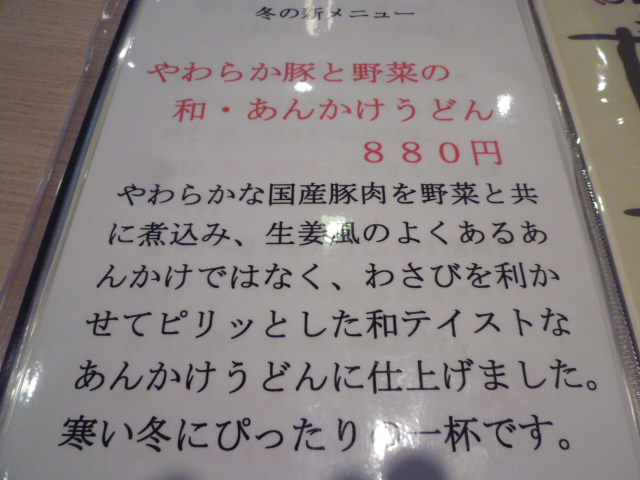 冬の新メニュー
やわらか豚と野菜の
和・あんかけうどん
８８０円
やわらかな国産豚肉を野菜と共
に煮込み、生姜風のよくあるあ
んかけではなく、わさびを利か
せてピリッとした和テイストな
あんかけうどんに仕上げました。
寒い冬にぴったりの一杯です。